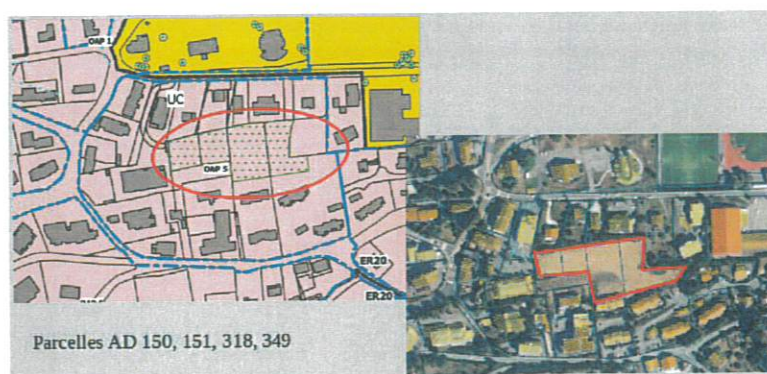 OAP 1
UC
OAP 5
ER20
ER20
Parcelles AD 150, 151, 318, 349